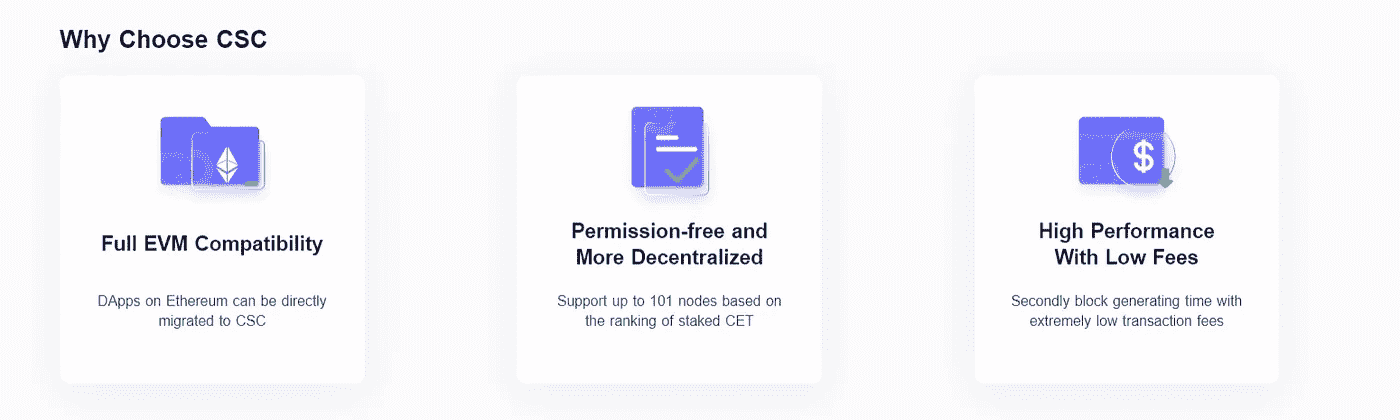 Why Choose CSC
Full EVM Compatibility
DApps on Ethereum can be directly
migrated to CSC
Permission-free and
More Decentralized
Support up to 101 nodes based on
the ranking of staked CET
$
High Performance
With Low Fees
Secondly block generating time with
extremely low transaction fees